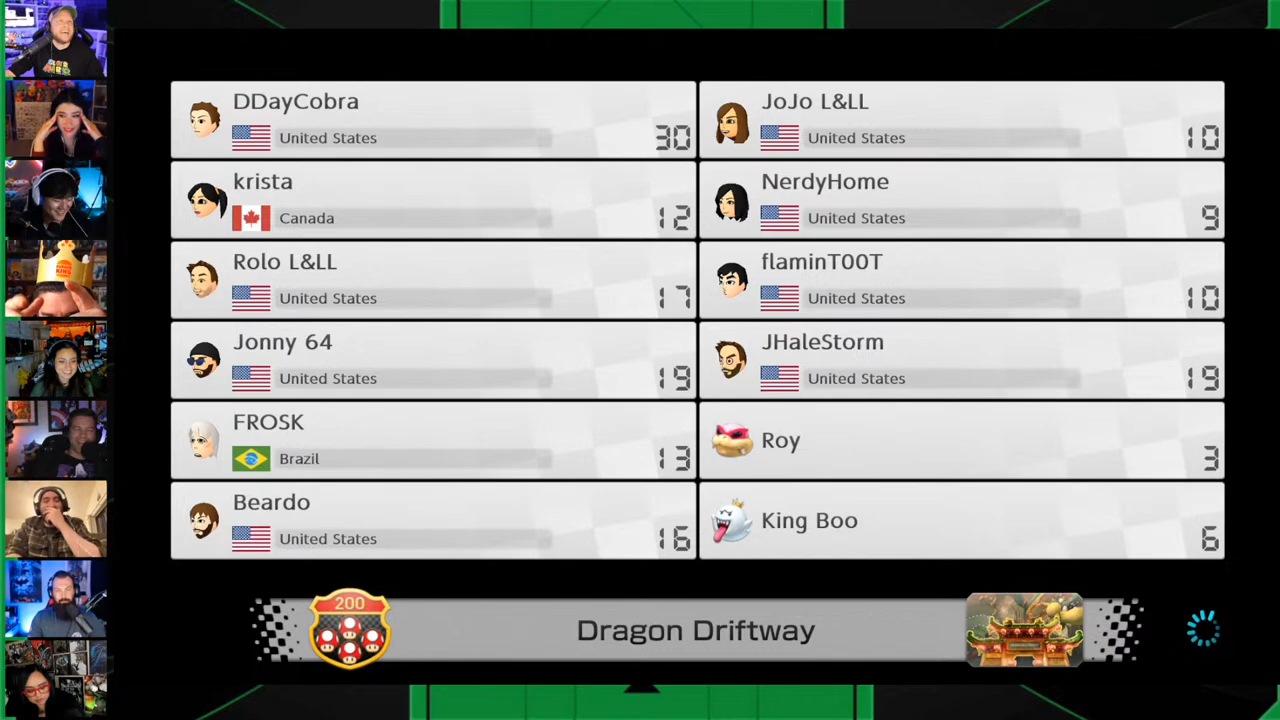 DDayCobra
United States
30
krista
Canada
12
Rolo L&LL
United States
17
Jonny 64
United States
19
FROSK
Brazil
13
Beardo
United States
16
JoJo L&LL
United States
10
NerdyHome
United States
9
flaminT00T
United States
10
JHaleStorm
United States
19
Roy
3
King Boo
6
200
Dragon Driftway
BURGER
KING